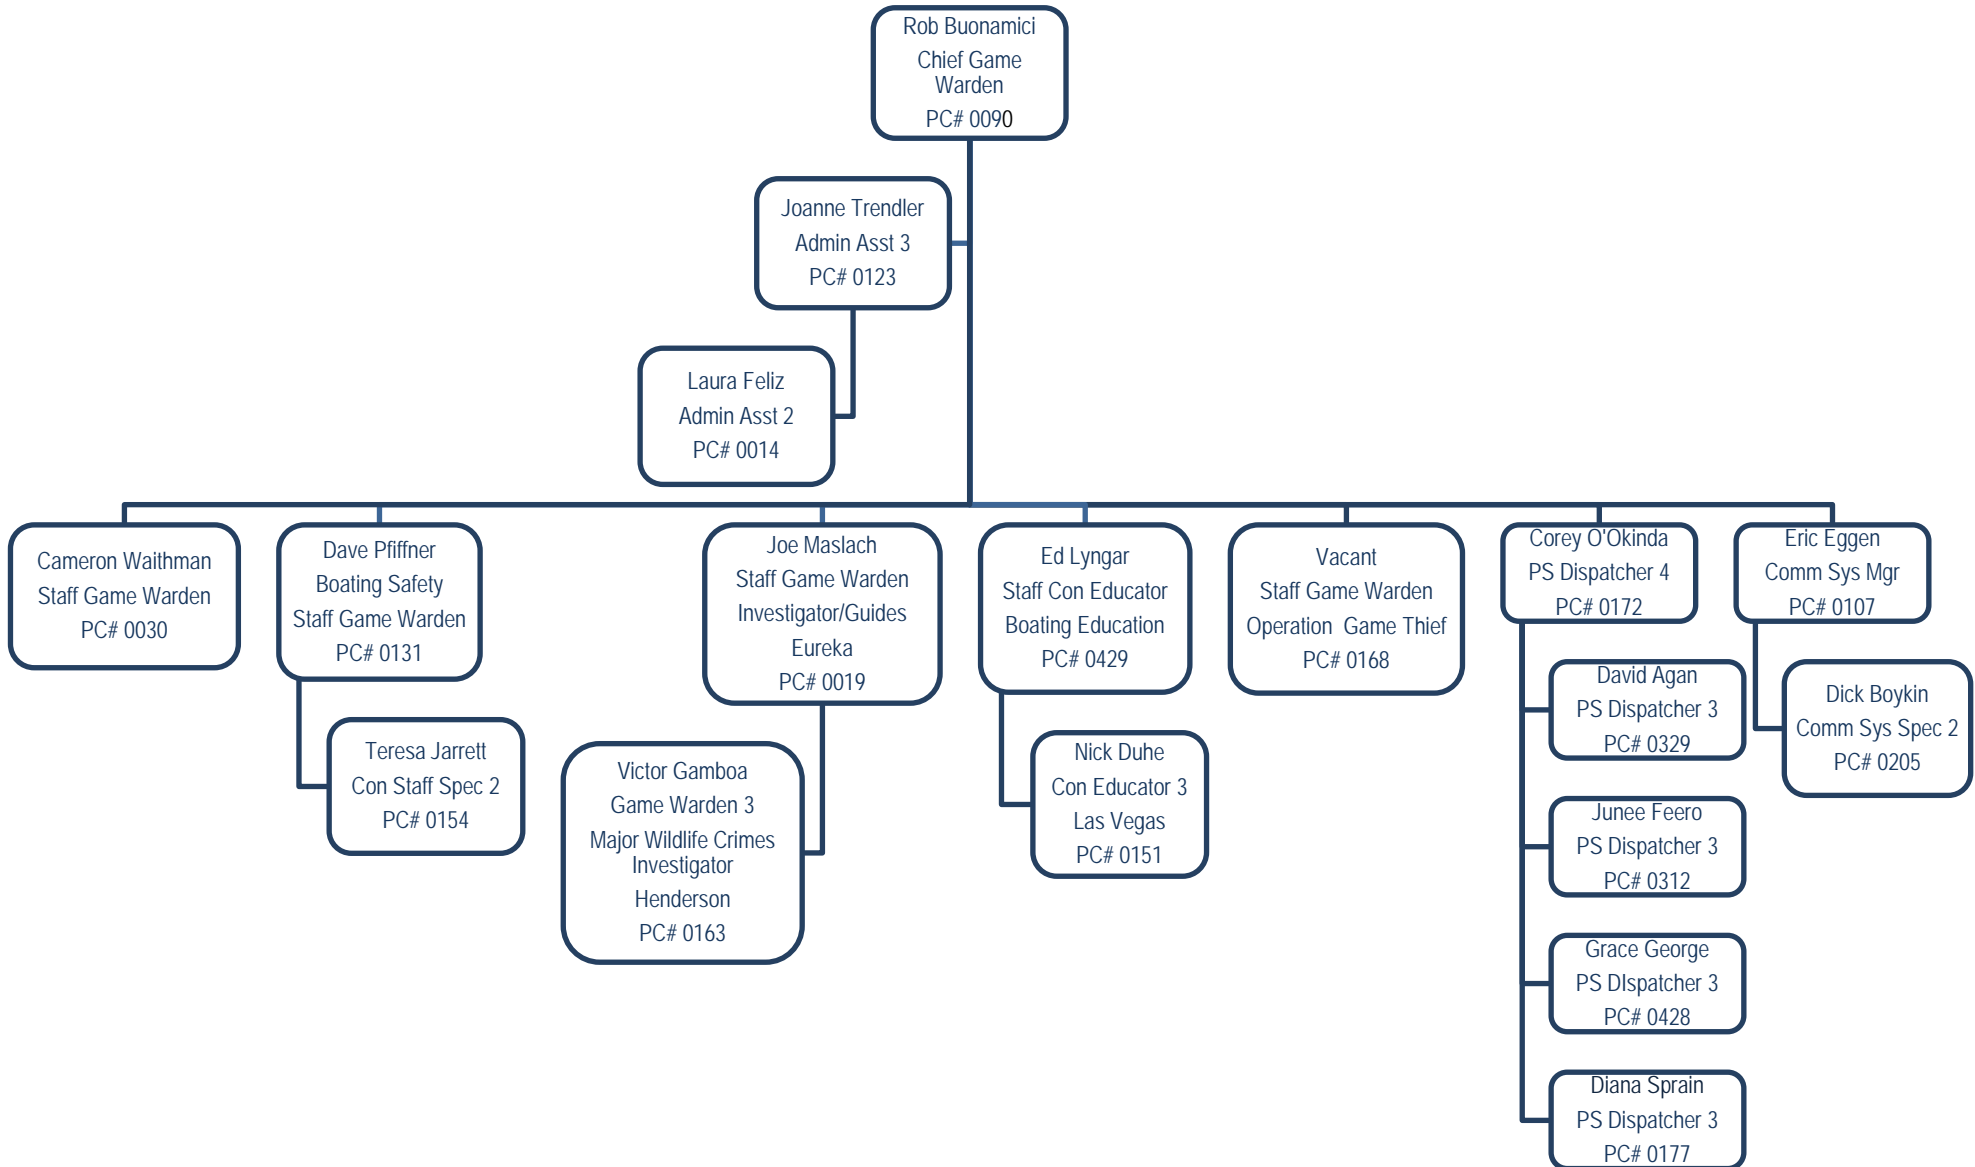 Rob Buonamici
Chief Game
Warden
PC# 0090
Joanne Trendler
Admin Asst 3
PC# 0123
Laura Feliz
Admin Asst 2
PC# 0014
Cameron Waithman
Staff Game Warden
PC# 0030
Dave Pfiffner
Boating Safety
Staff Game Warden
PC# 0131
Teresa Jarrett
Con Staff Spec 2
PC# 0154
Joe Maslach
Staff Game Warden
Investigator/Guides
Eureka
PC# 0019
Victor Gamboa
Game Warden 3
Major Wildlife Crimes
Investigator
Henderson
PC# 0163
Ed Lyngar
Staff Con Educator
Boating Education
PC# 0429
Nick Duhe
Con Educator 3
Las Vegas
PC# 0151
Vacant
Staff Game Warden
Operation  Game Thief
PC# 0168
Corey O'Okinda
PS Dispatcher 4
PC# 0172
David Agan
PS Dispatcher 3
PC# 0329
Junee Feero
PS Dispatcher 3
PC# 0312
Grace George
PS DIspatcher 3
PC# 0428
Diana Sprain
PS Dispatcher 3
PC# 0177
Eric Eggen
Comm Sys Mgr
PC# 0107
Dick Boykin
Comm Sys Spec 2
PC# 0205